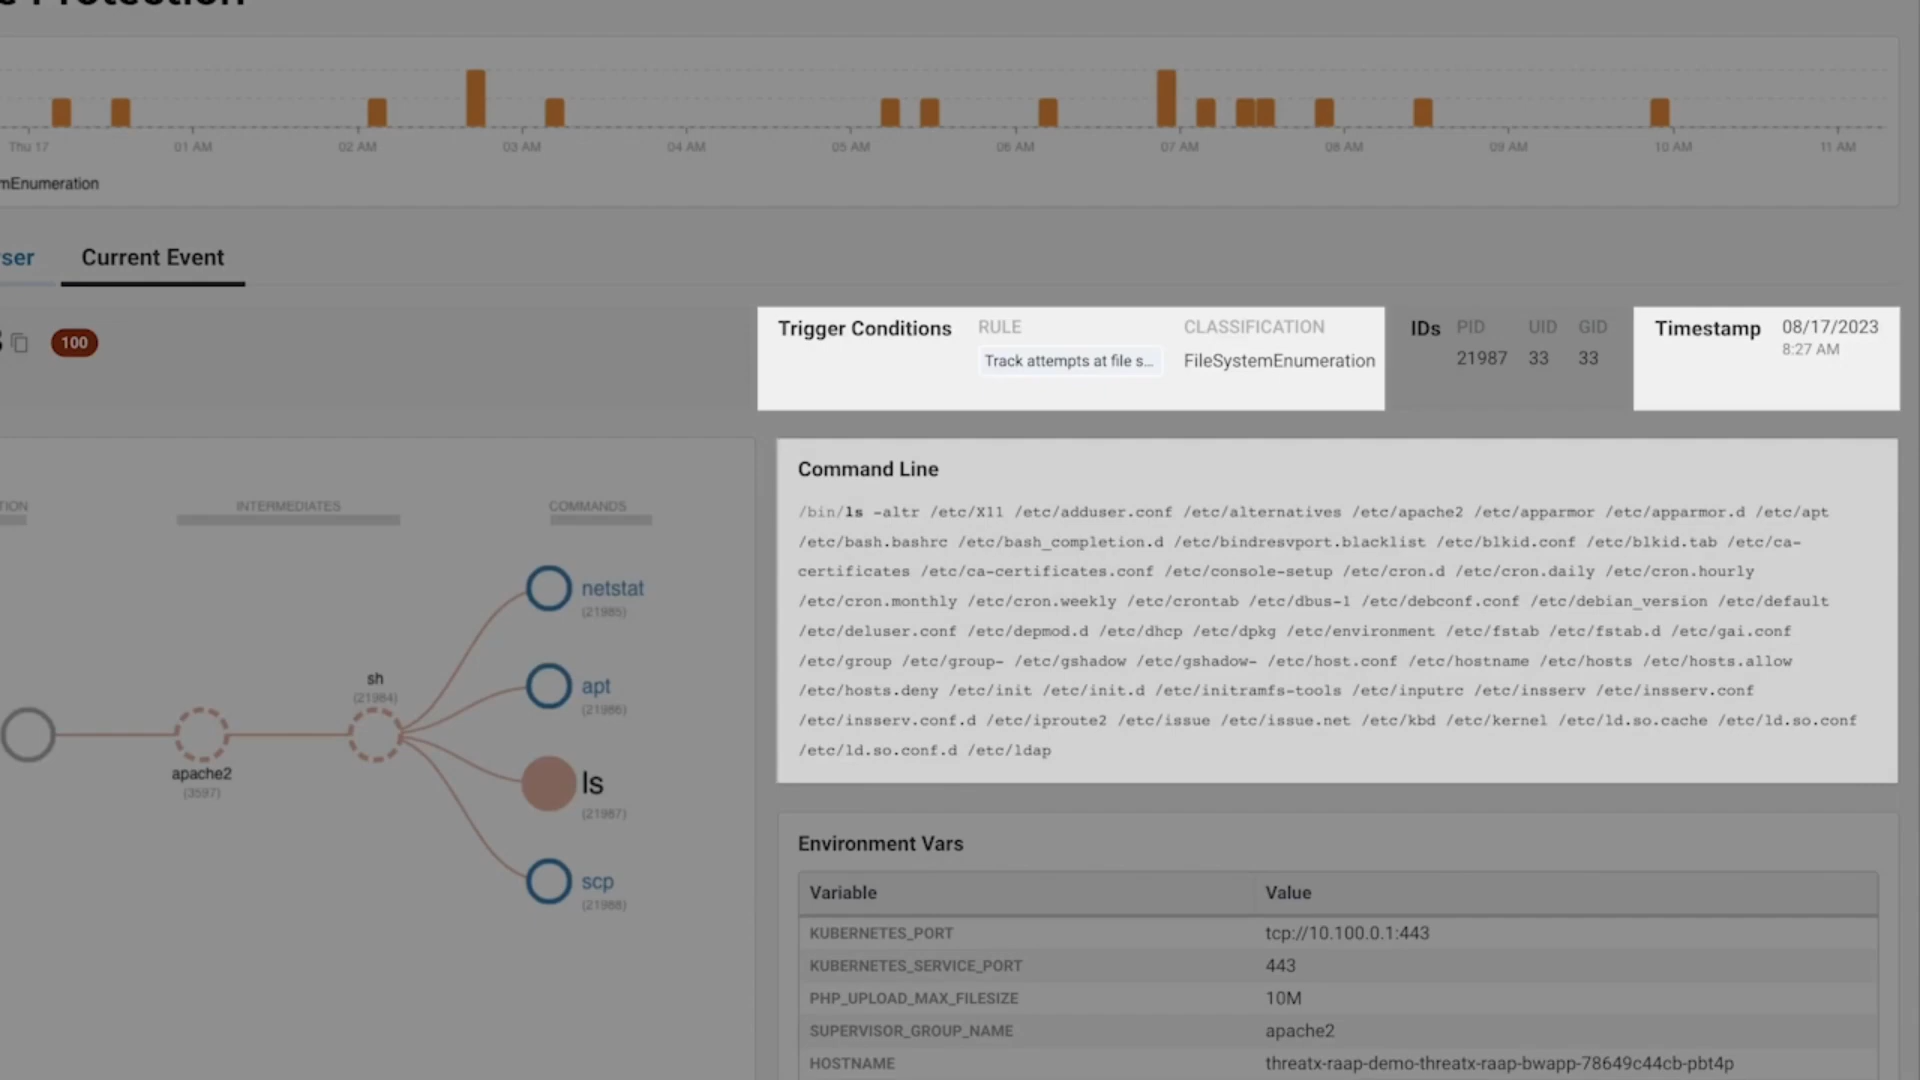 Protection
Thu 17 01 AM 02 AM 03 AM 04 AM 05 AM 06 AM 07 AM 08 AM 09 AM 10 AM 11 AM
mEnumeration
ser Current Event
100
Trigger Conditions RULE CLASSIFICATION
Track attempts at file s... FileSystemEnumeration
IDs PID UID GID
21987 33 33
Timestamp 08/17/2023
8:27 AM
TION INTERMEDIATES COMMANDS
netstat
(21985)
apt
(21986)
sh
(21984)
apache2
(3597)
ls
(21987)
scp
(21988)
Command Line
/bin/ls -altr /etc/X11 /etc/adduser.conf /etc/alternatives /etc/apache2 /etc/apparmor /etc/apparmor.d /etc/apt
/etc/bash.bashrc /etc/bash_completion.d /etc/bindresvport.blacklist /etc/blkid.conf /etc/blkid.tab /etc/ca-
certificates /etc/ca-certificates.conf /etc/console-setup /etc/cron.d /etc/cron.daily /etc/cron.hourly
/etc/cron.monthly /etc/cron.weekly /etc/crontab /etc/dbus-1 /etc/debconf.conf /etc/debian_version /etc/default
/etc/deluser.conf /etc/depmod.d /etc/dhcp /etc/dpkg /etc/environment /etc/fstab /etc/fstab.d /etc/gai.conf
/etc/group /etc/group- /etc/gshadow /etc/gshadow- /etc/host.conf /etc/hostname /etc/hosts /etc/hosts.allow
/etc/hosts.deny /etc/init /etc/init.d /etc/initramfs-tools /etc/inputrc /etc/insserv /etc/insserv.conf
/etc/insserv.conf.d /etc/iproute2 /etc/issue /etc/issue.net /etc/kbd /etc/kernel /etc/ld.so.cache /etc/ld.so.conf
/etc/ld.so.conf.d /etc/ldap
Environment Vars
Variable Value
KUBERNETES_PORT tcp://10.100.0.1:443
KUBERNETES_SERVICE_PORT 443
PHP_UPLOAD_MAX_FILESIZE 10M
SUPERVISOR_GROUP_NAME apache2
HOSTNAME threatx-raap-demo-threatx-raap-bwapp-78649c44cb-pbt4p